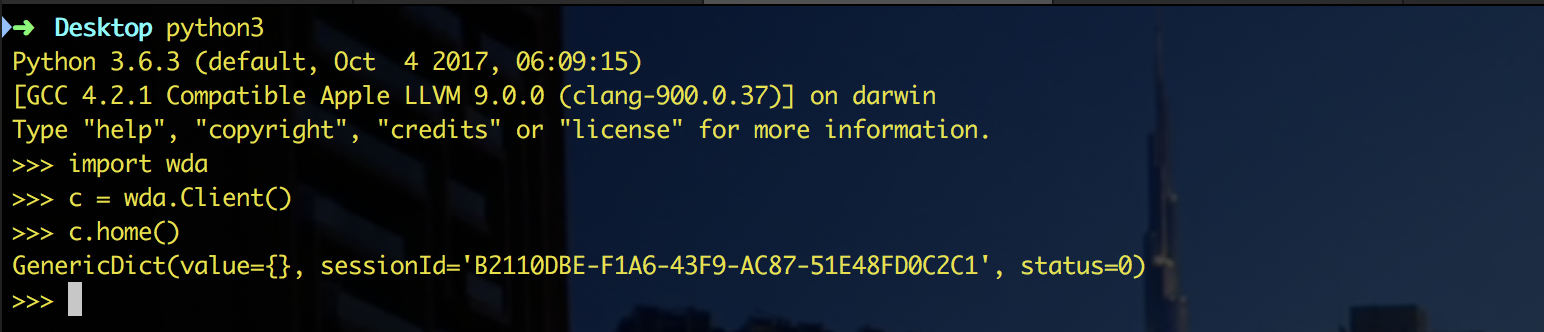 ➜ Desktop python3
Python 3.6.3 (default, Oct  4 2017, 06:09:15)
[GCC 4.2.1 Compatible Apple LLVM 9.0.0 (clang-900.0.37)] on darwin
Type "help", "copyright", "credits" or "license" for more information.
>>> import wda
>>> c = wda.Client()
>>> c.home()
GenericDict(value={}, sessionId='B2110DBE-F1A6-43F9-AC87-51E48FD0C2C1', status=0)
>>>